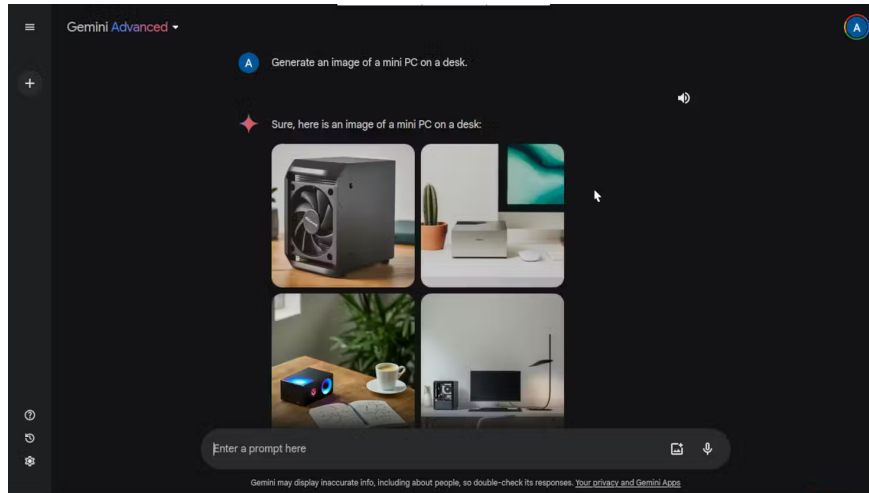 Gemini Advanced
A
A
Generate an image of a mini PC on a desk.
Sure, here is an image of a mini PC on a desk:
Enter a prompt here
Gemini may display inaccurate info, including about people, so double-check its responses. Your privacy and Gemini Apps